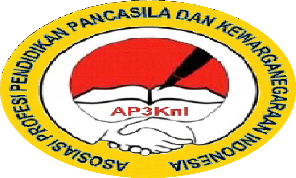 ASOSIASI PROFESI PENDIDIKAN PANCASILA DAN KEWARGANEGARAAN INDONESIA
AP3KnI